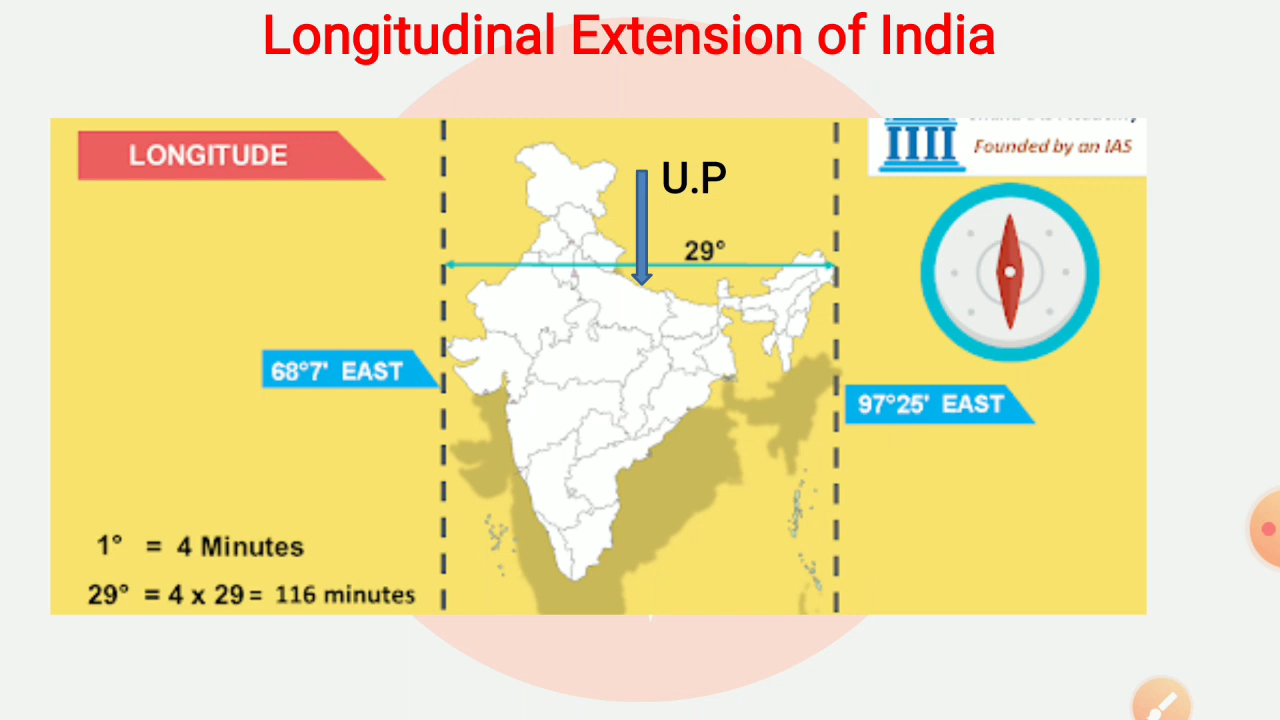 Longitudinal Extension of India
LONGITUDE
Founded by an IAS
U.P
29°
68°7' EAST
97°25' EAST
1° = 4 Minutes
29° = 4 x 29 = 116 minutes